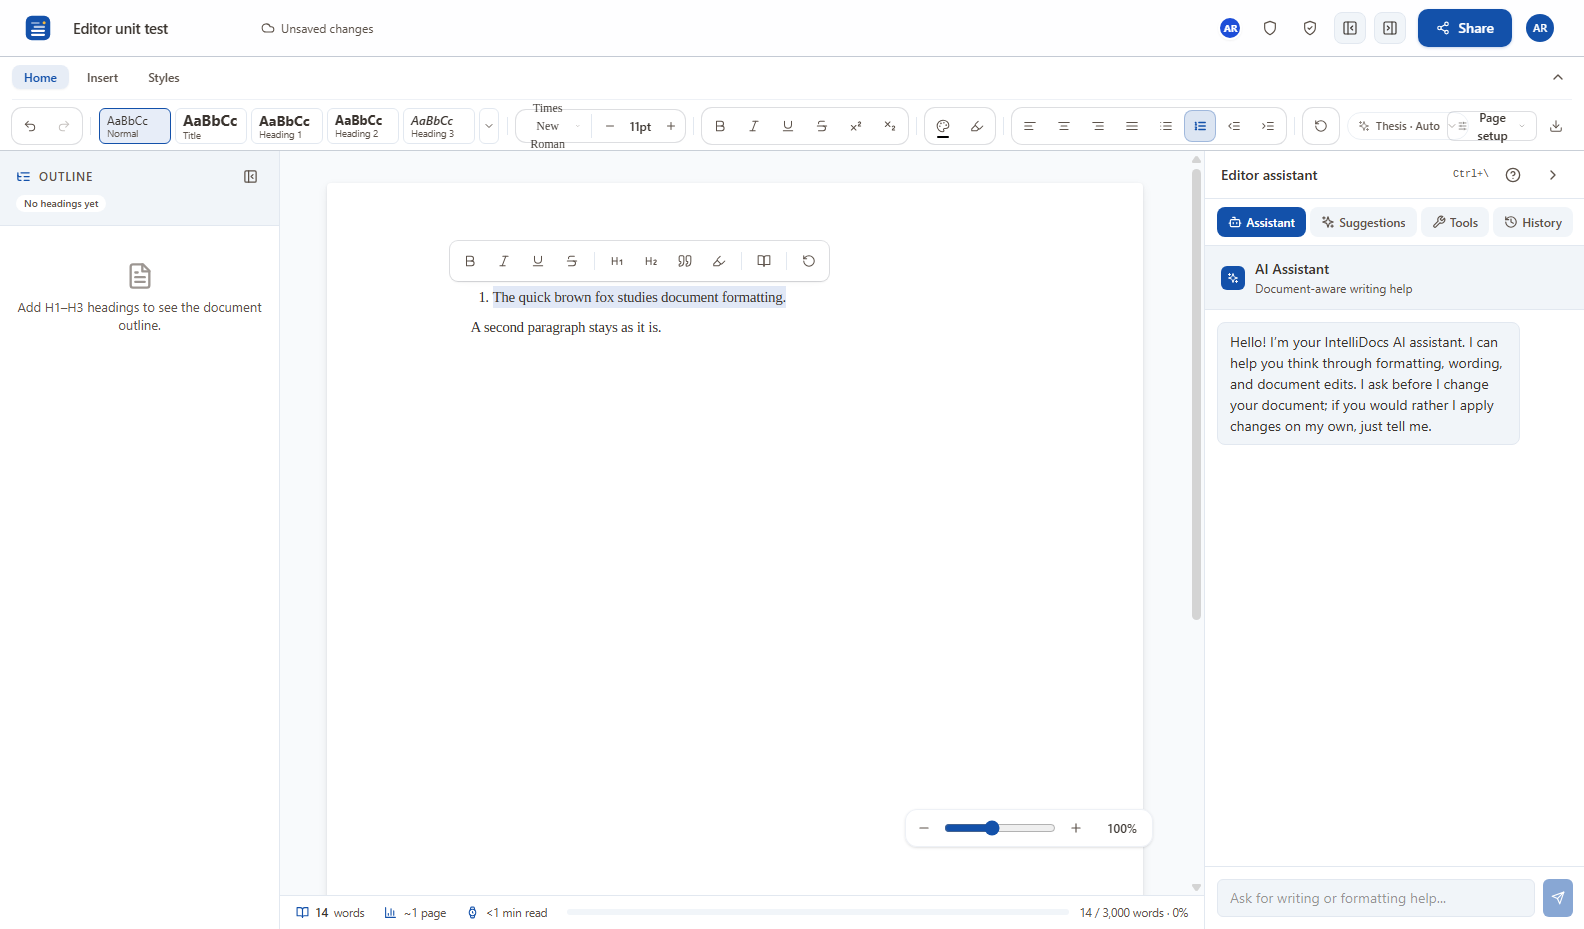 Editor unit test
Unsaved changes
AR
Share
AR
Home
Insert
Styles
AaBbCc
Normal
AaBbCc
Title
AaBbCc
Heading 1
AaBbCc
Heading 2
AaBbCc
Heading 3
Times
New
Roman
11pt
B I U S x² x₂
Thesis · Auto
Page
setup
OUTLINE
No headings yet
Add H1–H3 headings to see the document
outline.
B I U S H1 H2
1. The quick brown fox studies document formatting.
A second paragraph stays as it is.
100%
14 words
~1 page
<1 min read
14 / 3,000 words · 0%
Editor assistant
Ctrl+\
Assistant
Suggestions
Tools
History
AI Assistant
Document-aware writing help
Hello! I'm your IntelliDocs AI assistant. I can
help you think through formatting, wording,
and document edits. I ask before I change
your document; if you would rather I apply
changes on my own, just tell me.
Ask for writing or formatting help...